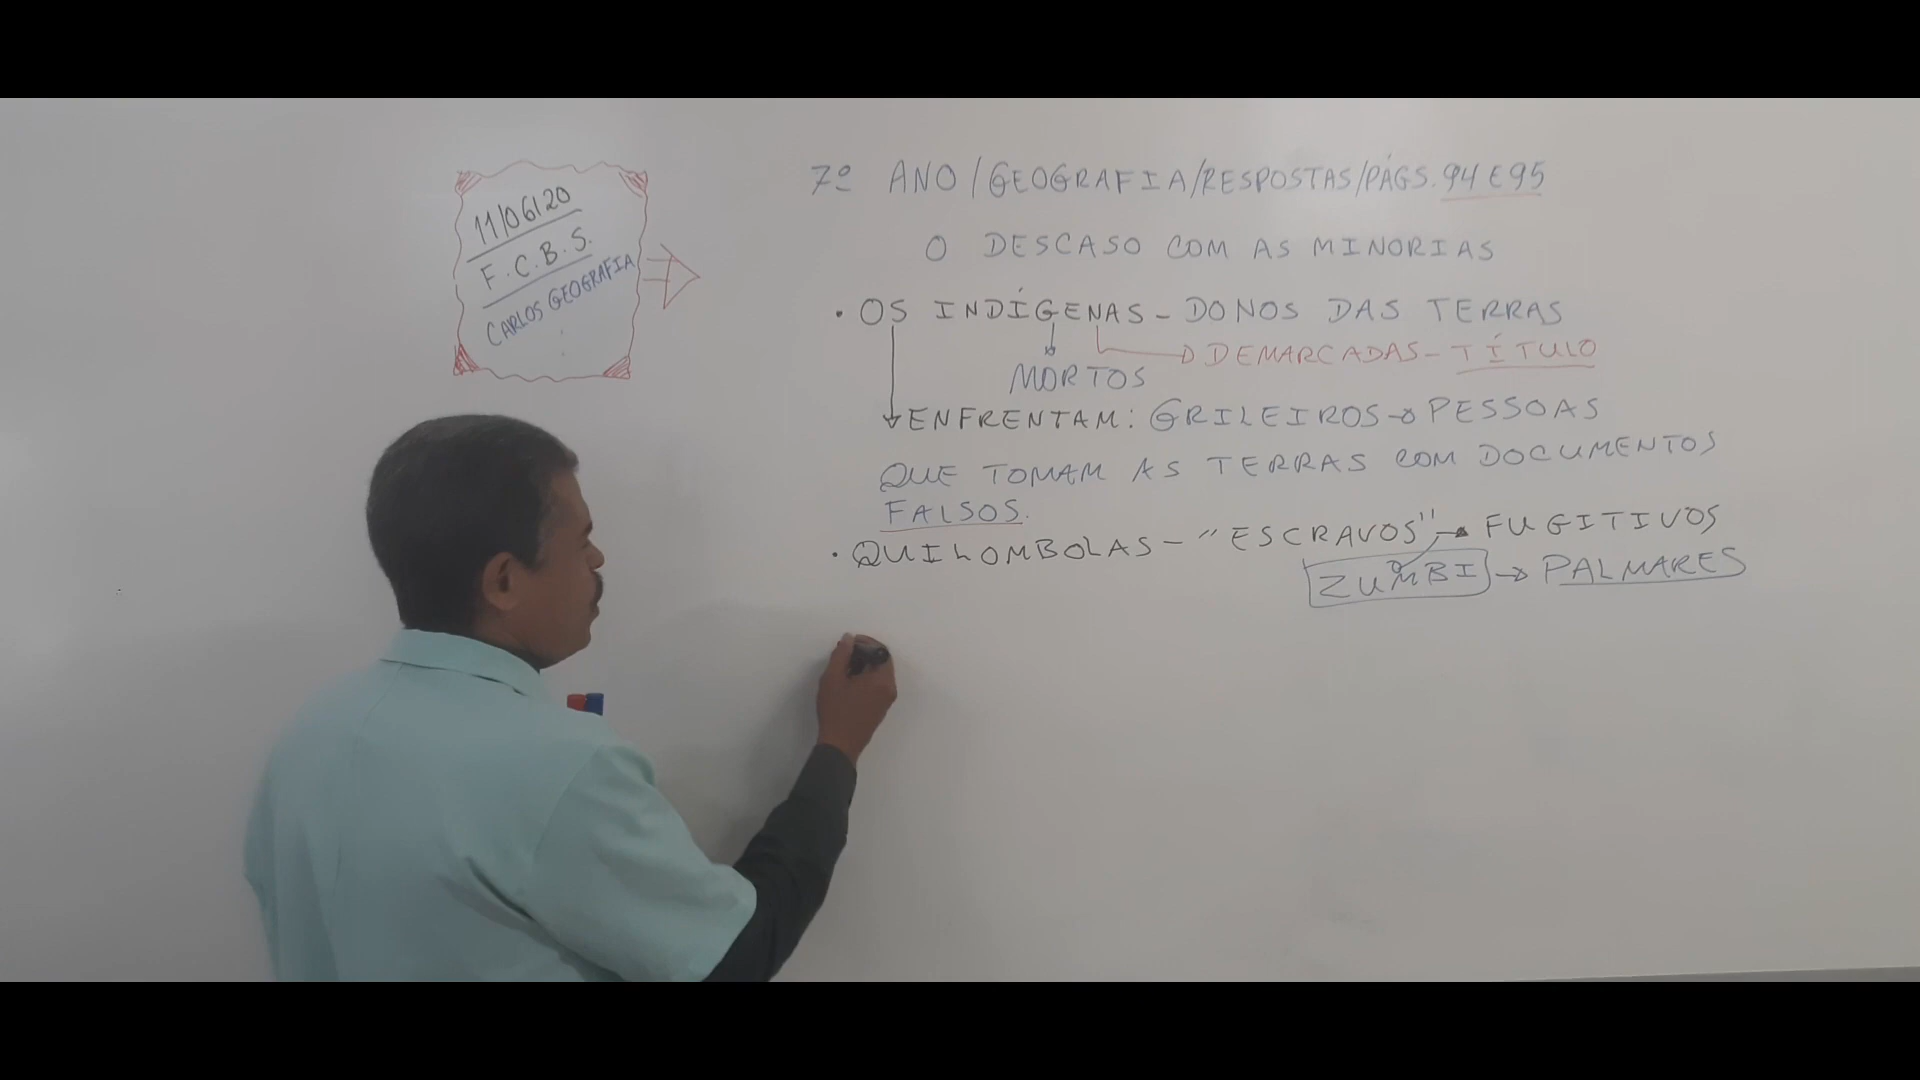 11/06/20
F.C.B.S.
CARLOS GEOGRAFIA
7º ANO/GEOGRAFIA/RESPOSTAS/PÁGS.94 E 95
O DESCASO COM AS MINORIAS
• OS INDÍGENAS - DONOS DAS TERRAS
DEMARCADAS - TÍTULO
MORTOS
ENFRENTAM: GRILEIROS → PESSOAS
QUE TOMAM AS TERRAS COM DOCUMENTOS
FALSOS.
• QUILOMBOLAS - "ESCRAVOS" → FUGITIVOS
ZUMBI → PALMARES